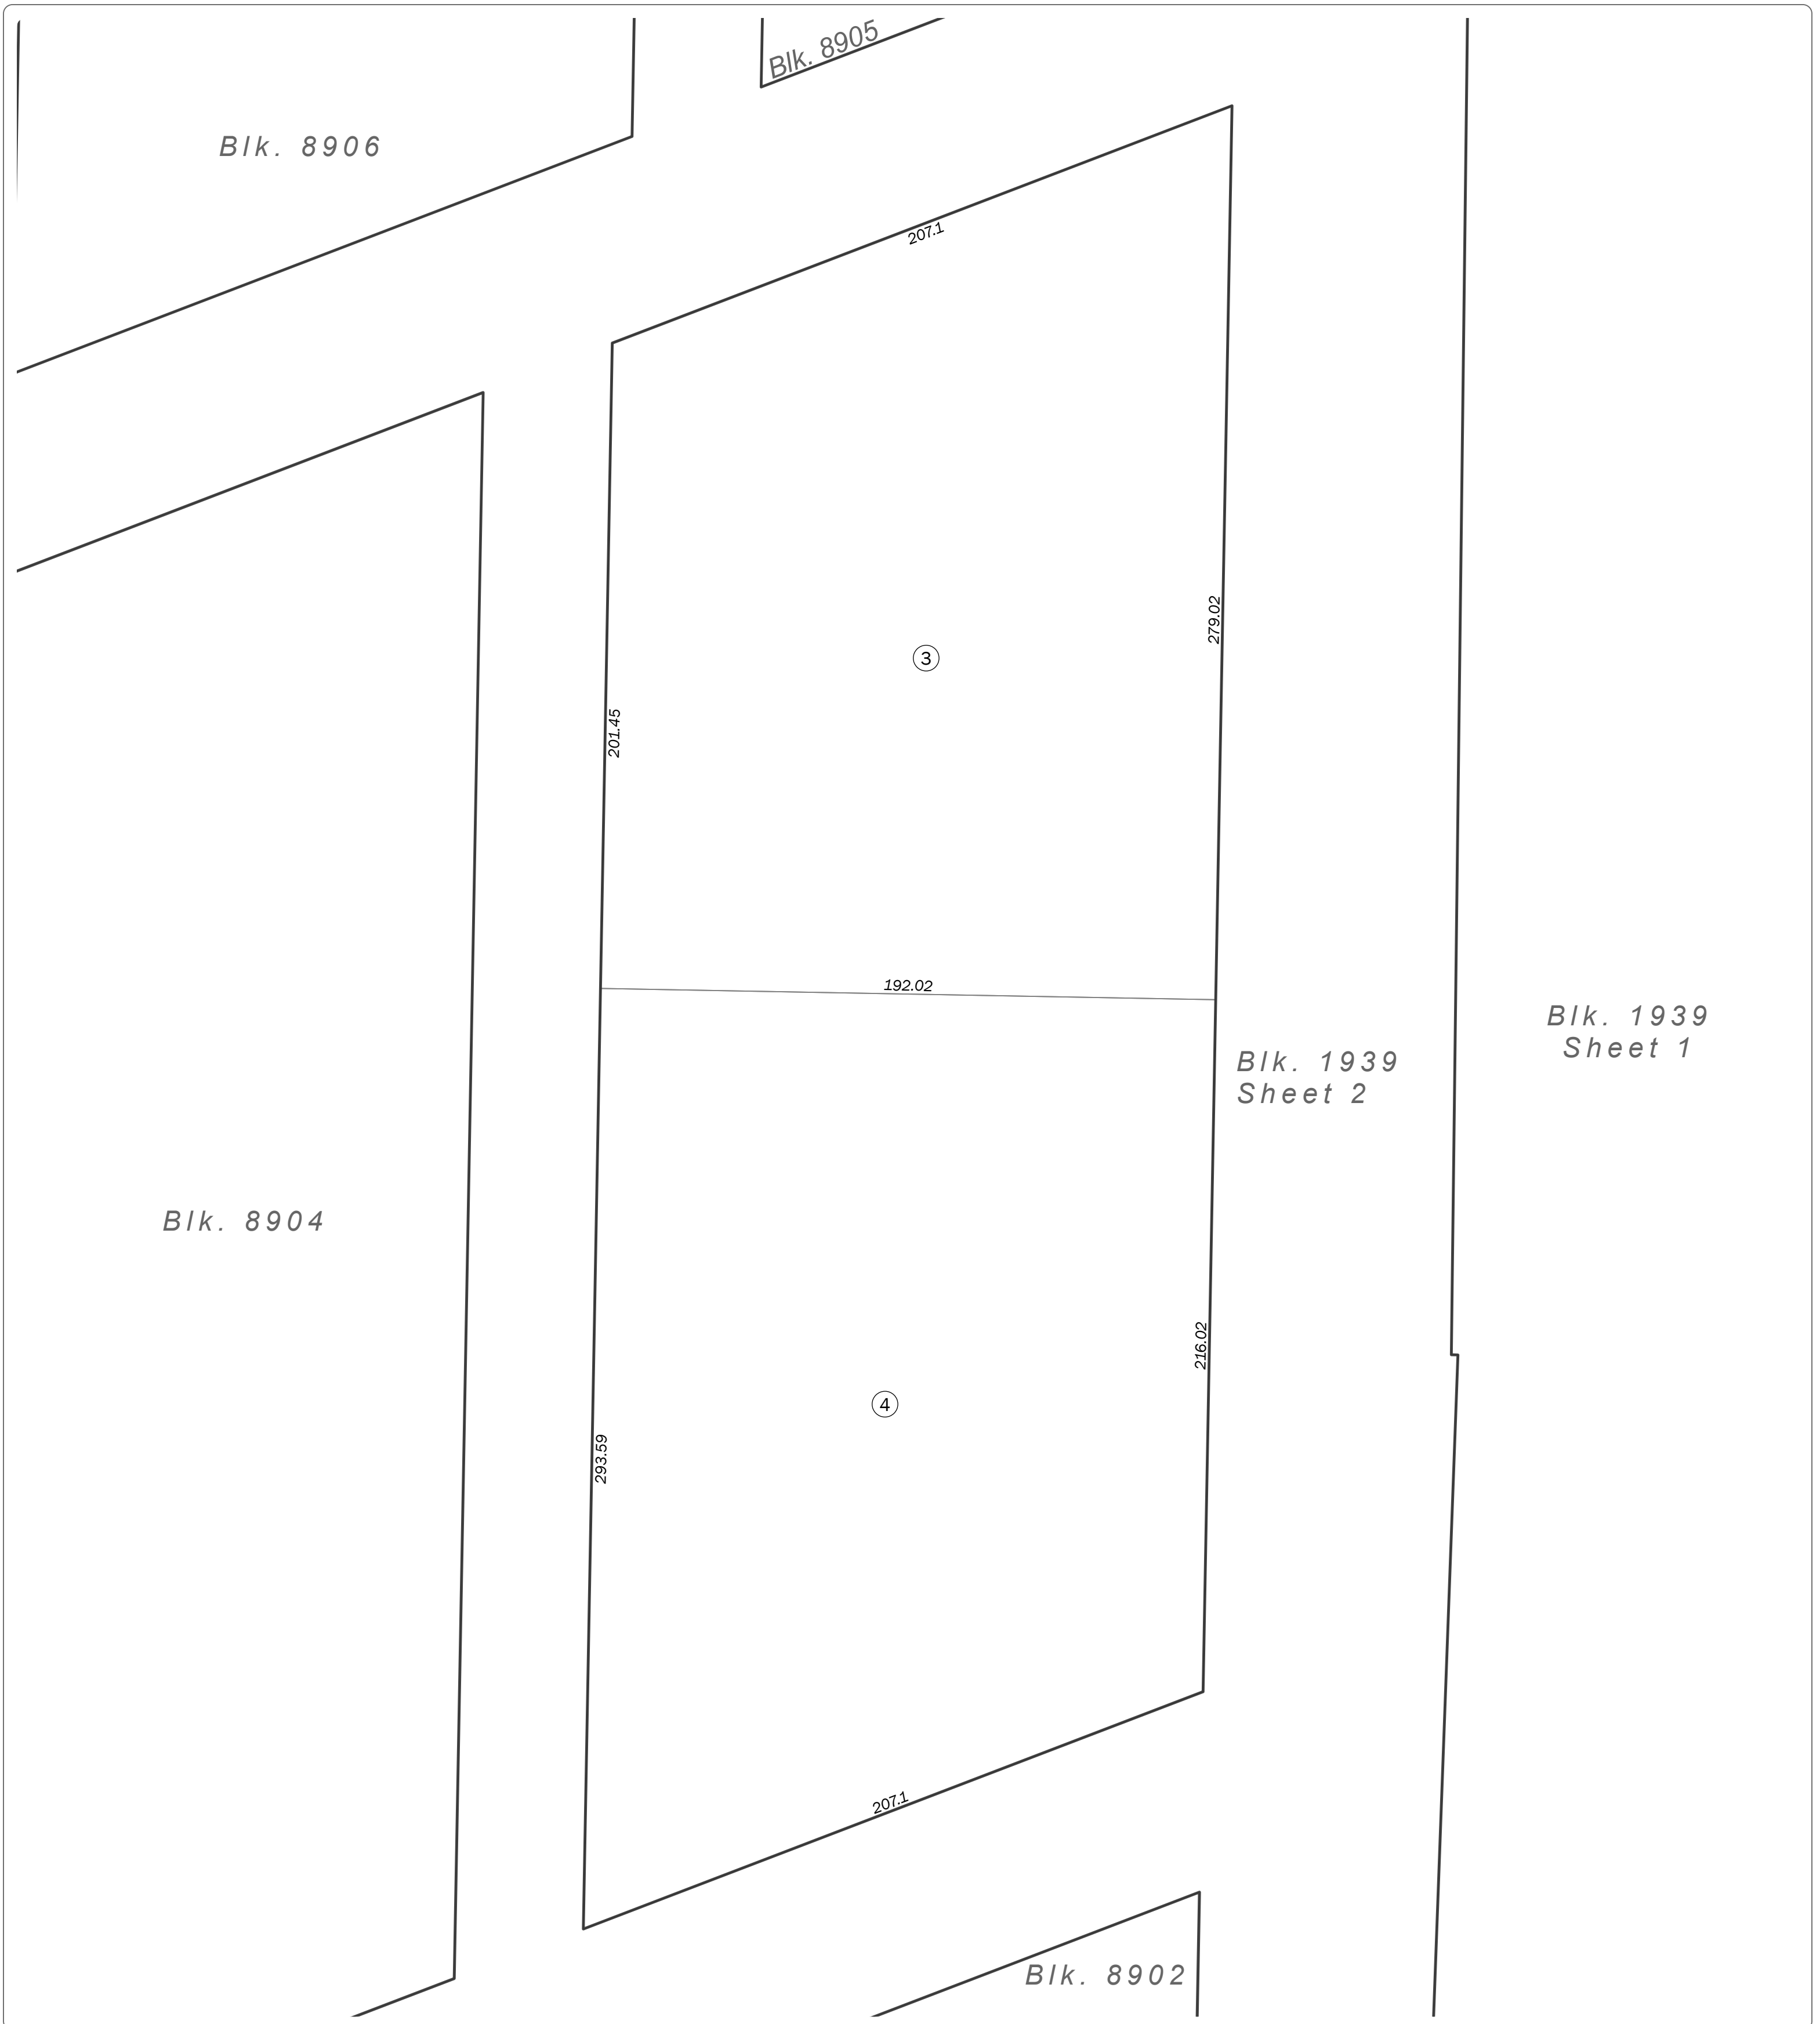 Blk. 8905
Blk. 8906
207.1
279.02
3
201.45
192.02
Blk. 1939
Sheet 1
Blk. 1939
Sheet 2
Blk. 8904
216.02
4
293.59
207.1
Blk. 8902